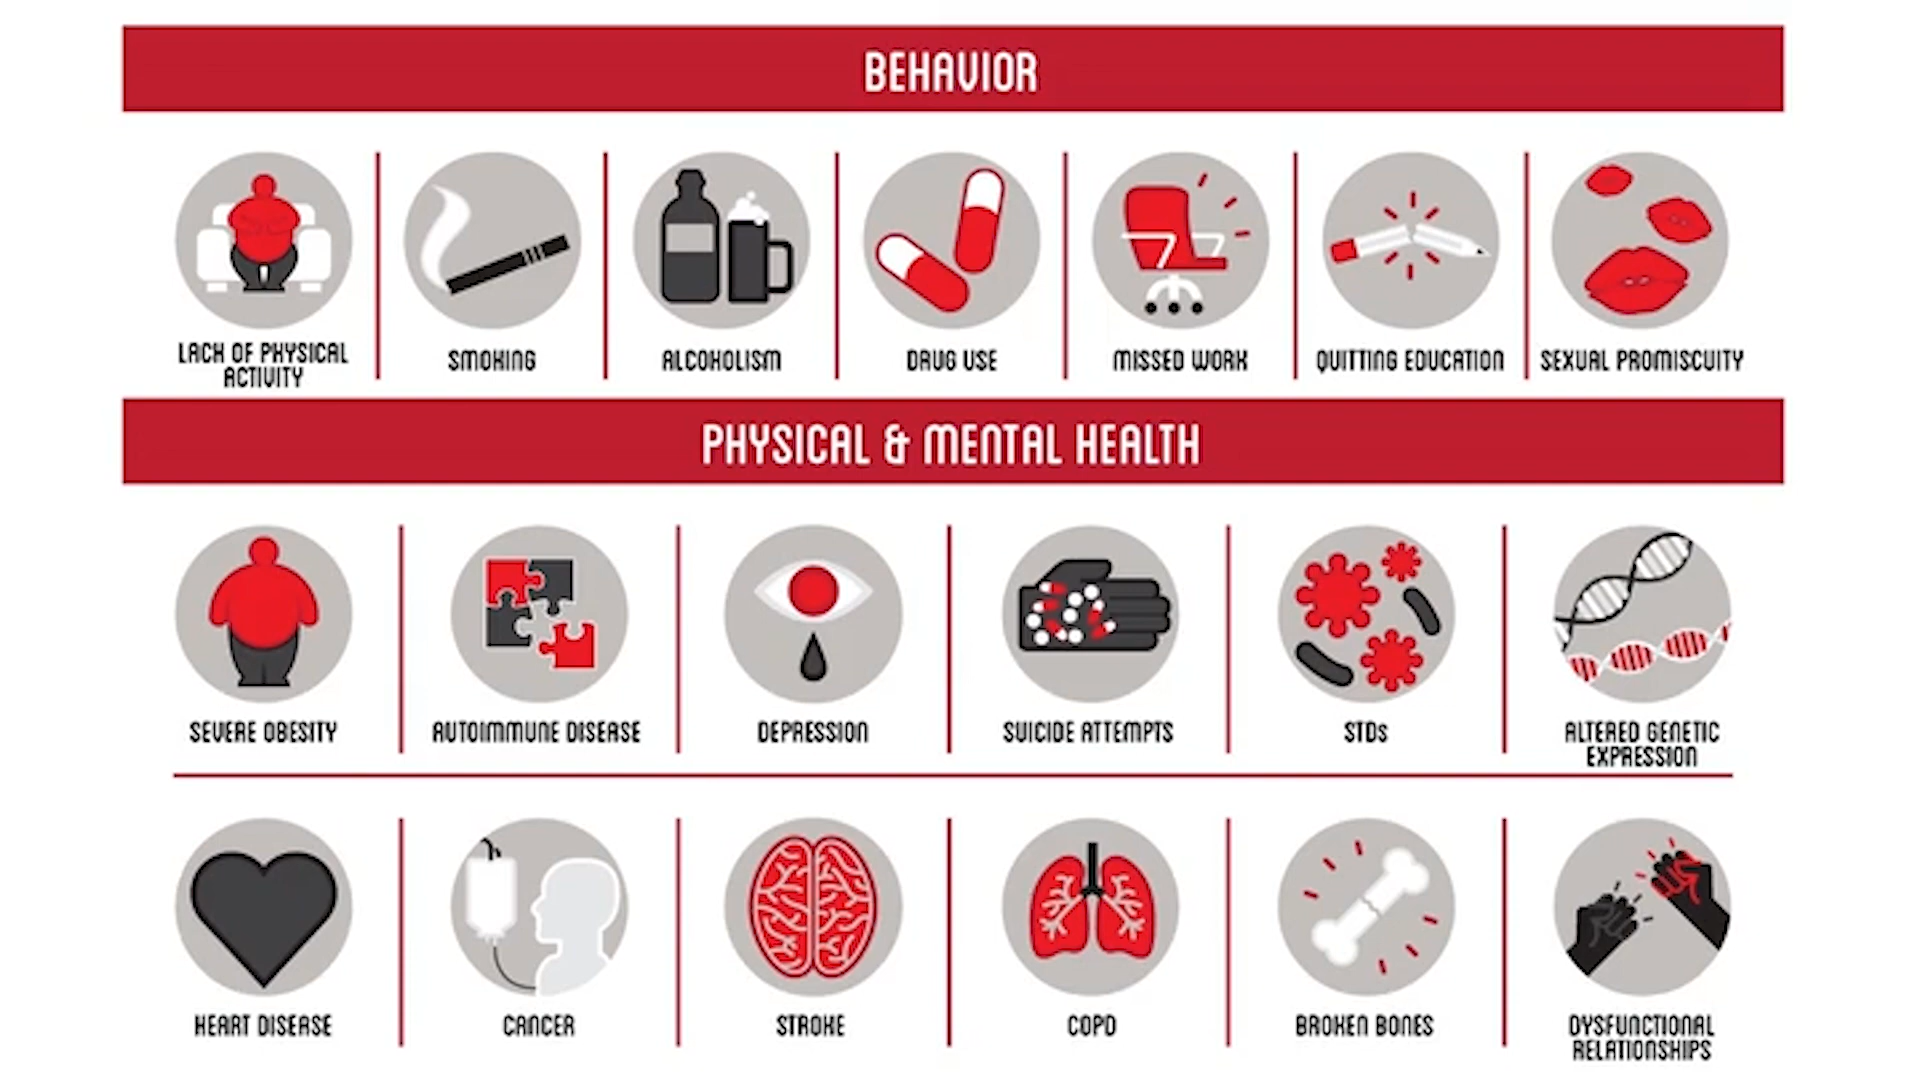 BEHAVIOR
LACK OF PHYSICAL
ACTIVITY
SMOKING
ALCOHOLISM
DRUG USE
MISSED WORK
QUITTING EDUCATION
SEXUAL PROMISCUITY
PHYSICAL & MENTAL HEALTH
SEVERE OBESITY
AUTOIMMUNE DISEASE
DEPRESSION
SUICIDE ATTEMPTS
STDs
ALTERED GENETIC
EXPRESSION
HEART DISEASE
CANCER
STROKE
COPD
BROKEN BONES
DYSFUNCTIONAL
RELATIONSHIPS